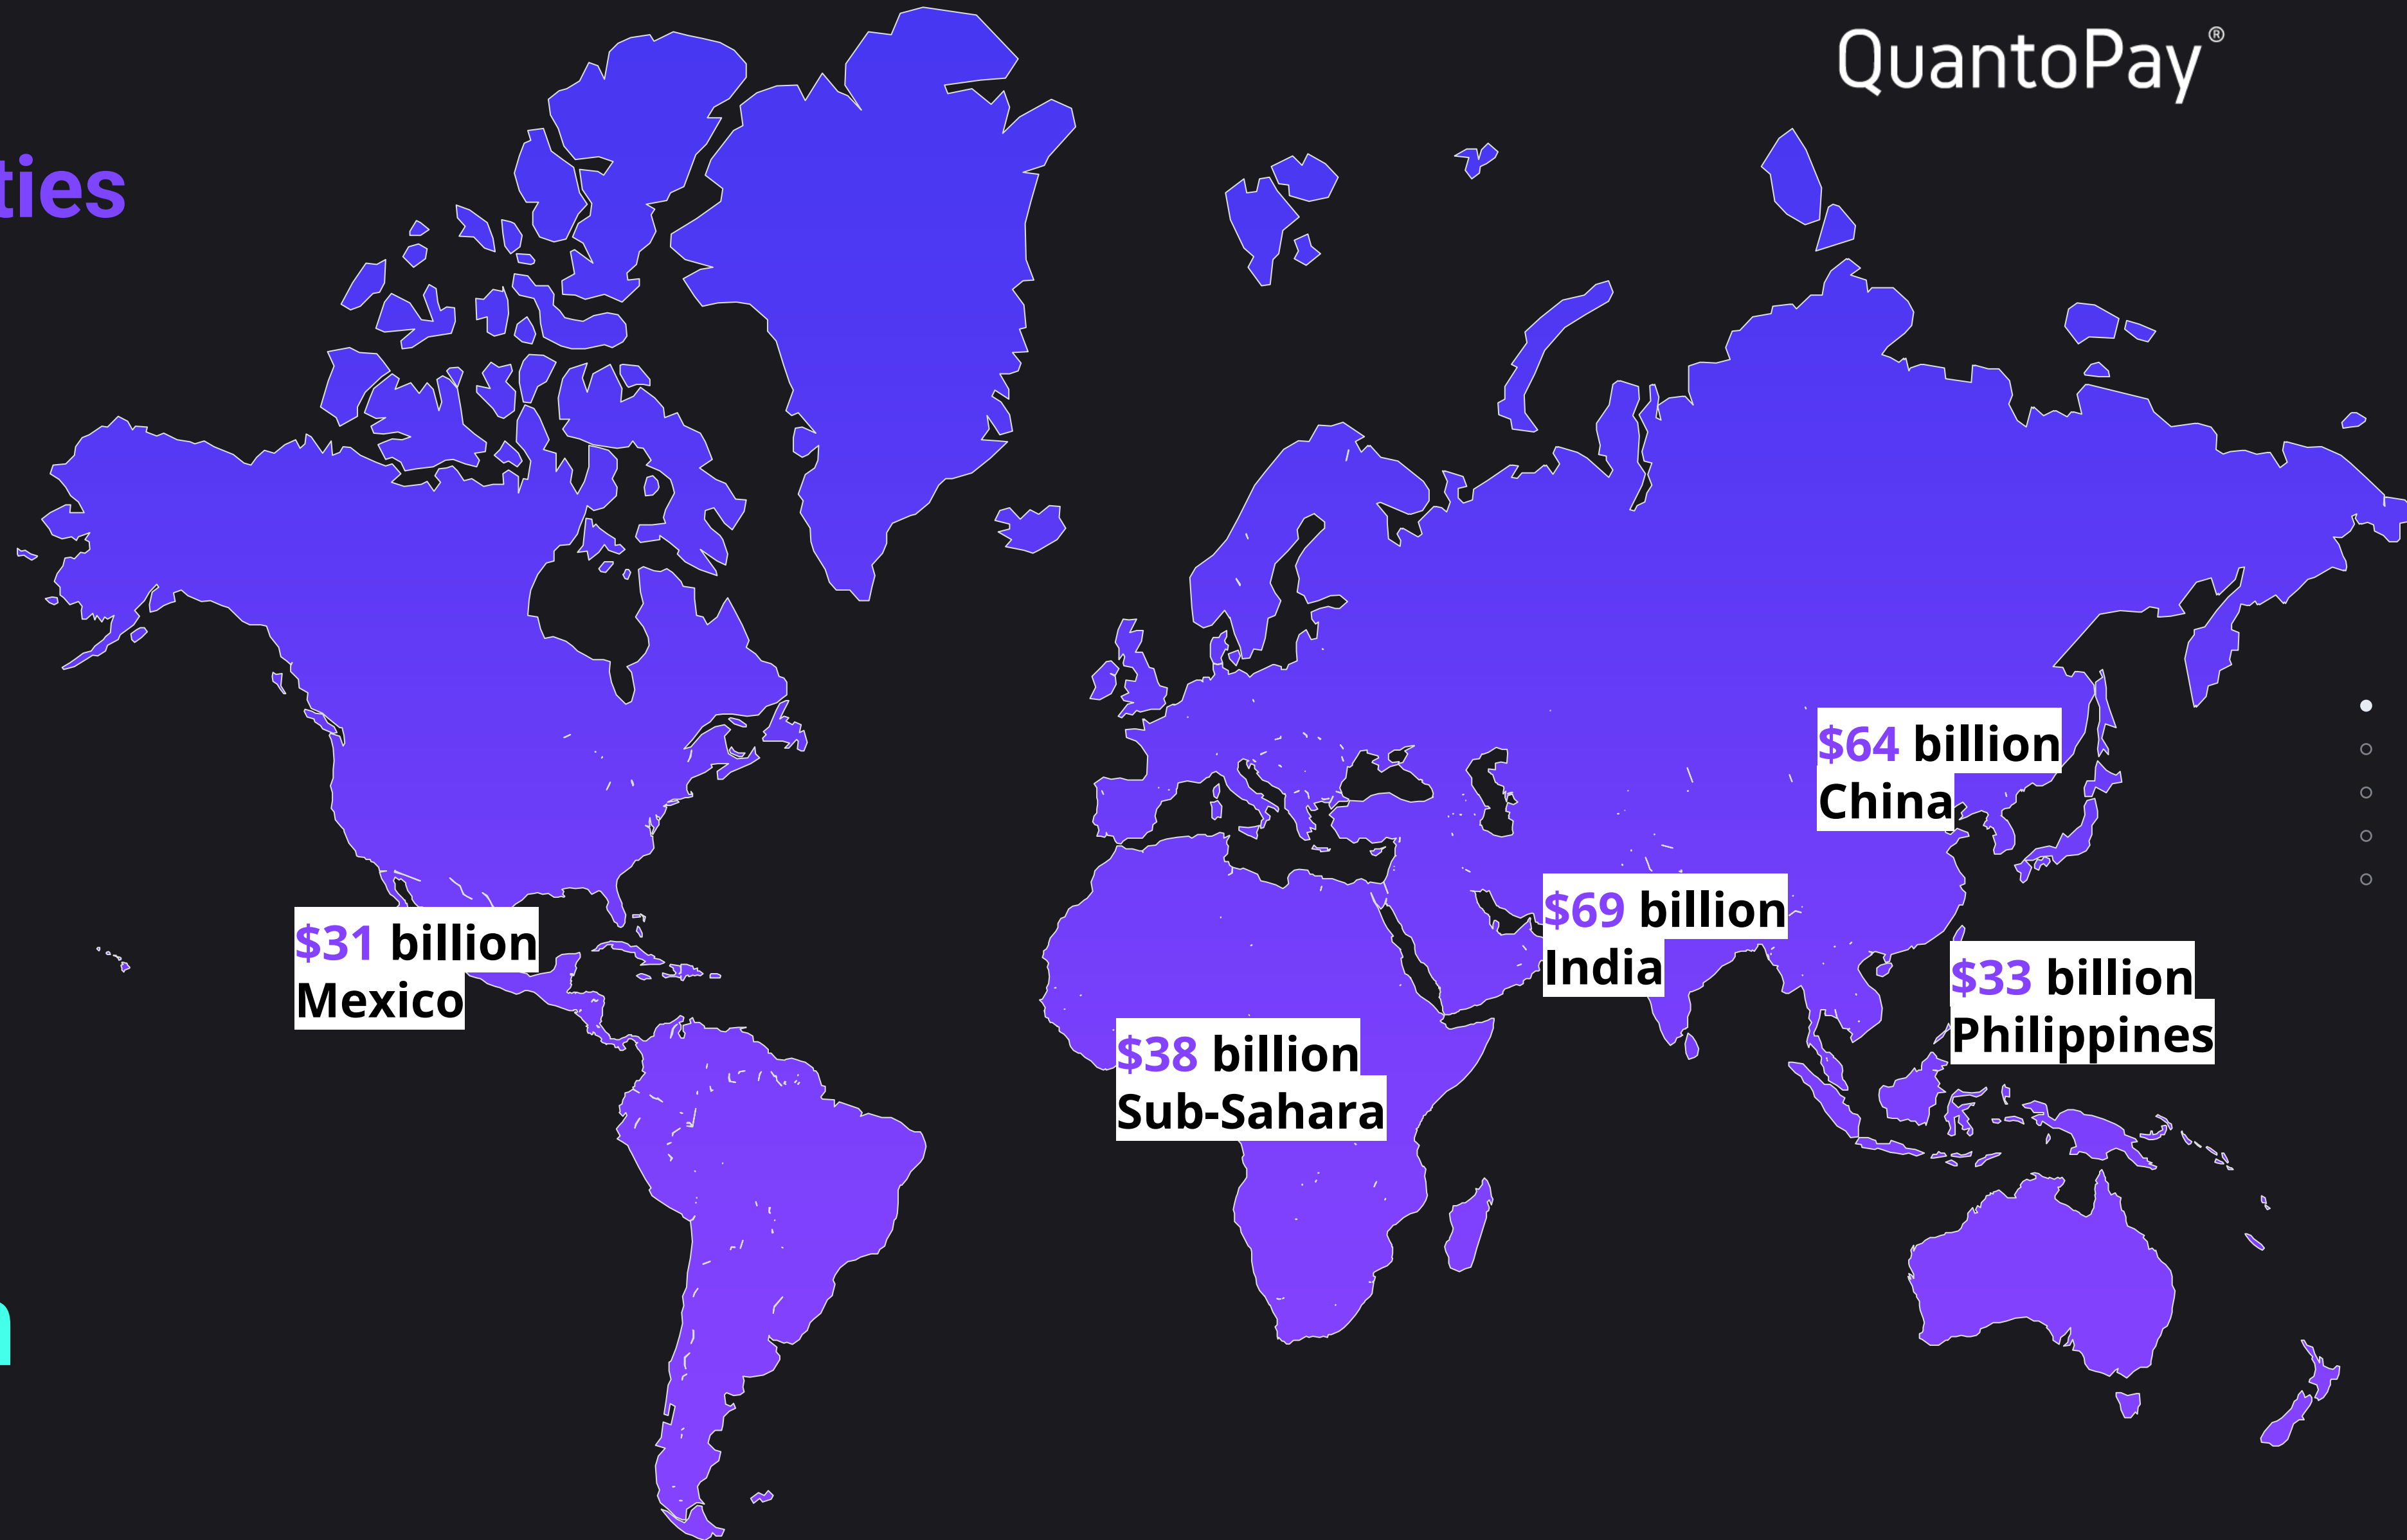 QuantoPay®
ties
$64 billion
China
$69 billion
India
$31 billion
Mexico
$33 billion
Philippines
$38 billion
Sub-Sahara